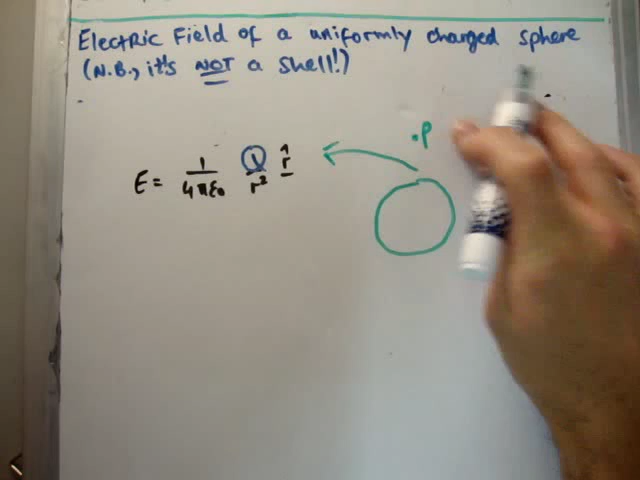 Electric Field of a uniformly charged sphere
(N.B., it's NOT a shell!)
.P
E = 1/4πε₀ Q/r² r̂